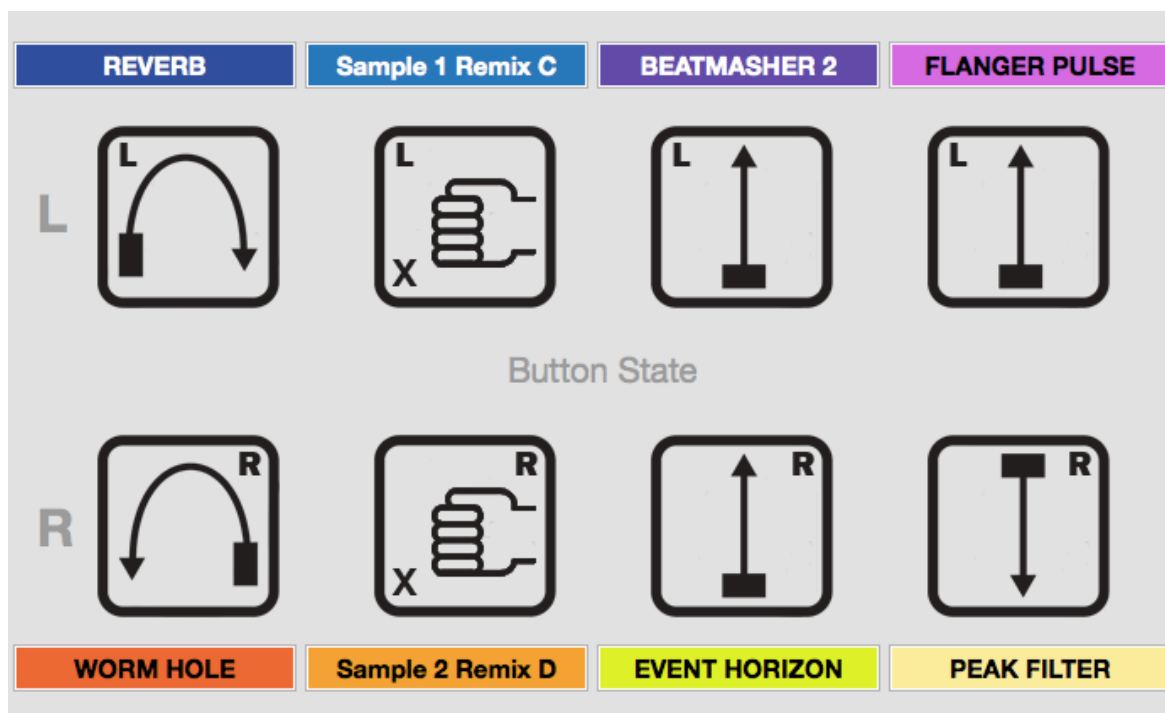 REVERB
Sample 1 Remix C
BEATMASHER 2
FLANGER PULSE
L
L
L
X
L
L
Button State
R
R
R
X
R
R
WORM HOLE
Sample 2 Remix D
EVENT HORIZON
PEAK FILTER